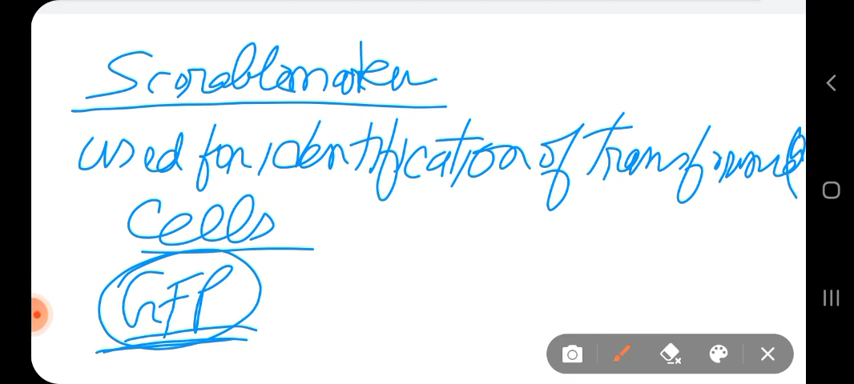 Scorablemarker
used for identification of transformed
cells
GFP